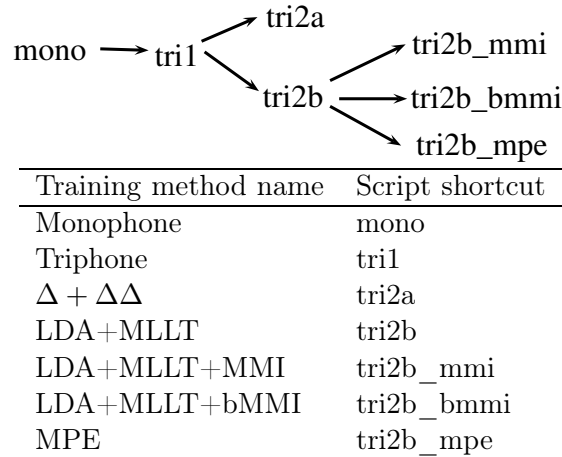 tri2a
mono tri1 tri2b_mmi
tri2b tri2b_bmmi
tri2b_mpe
Training method name Script shortcut
Monophone mono
Triphone tri1
Δ + ΔΔ tri2a
LDA+MLLT tri2b
LDA+MLLT+MMI tri2b_mmi
LDA+MLLT+bMMI tri2b_bmmi
MPE tri2b_mpe